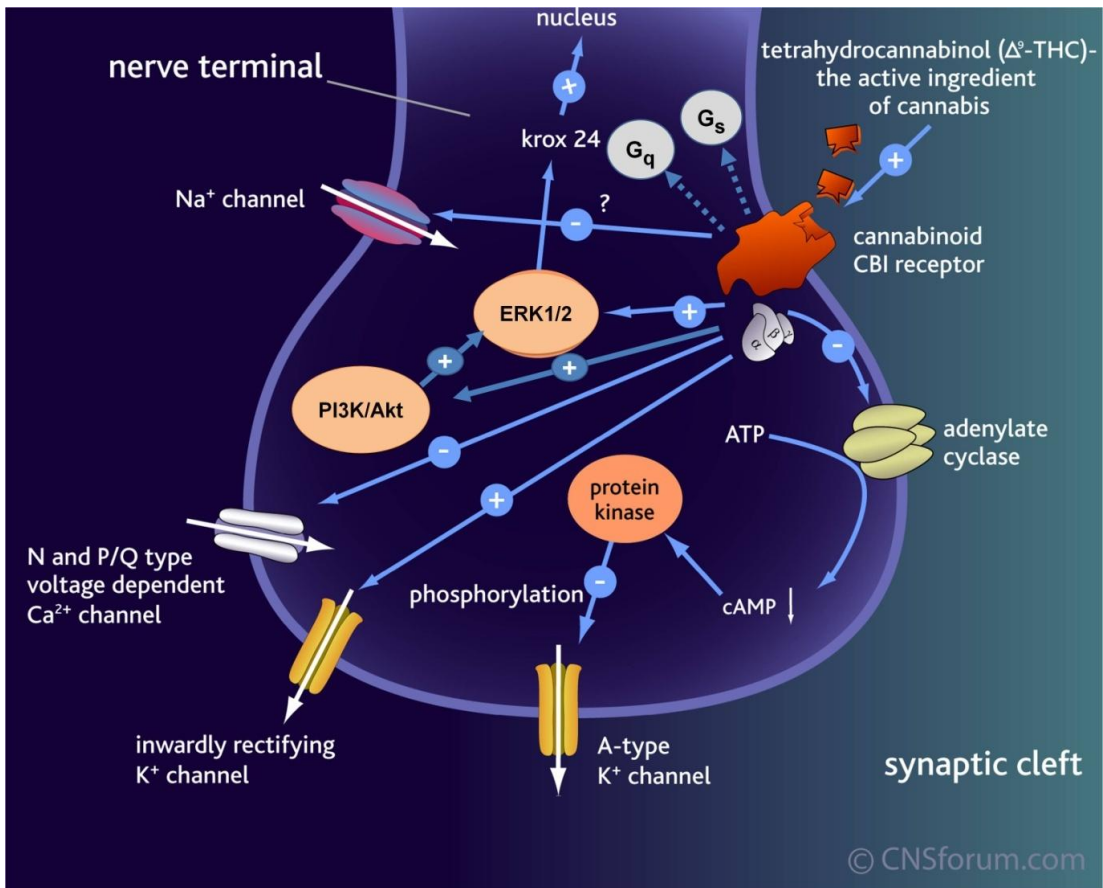 nucleus
nerve terminal
tetrahydrocannabinol (Δ⁹-THC)-
the active ingredient
of cannabis
+
krox 24
Gq
Gs
+
Na⁺ channel
?
-
cannabinoid
CBI receptor
ERK1/2
+
α β γ
-
+
+
PI3K/Akt
-
ATP
adenylate
cyclase
+
protein
kinase
N and P/Q type
voltage dependent
Ca²⁺ channel
-
phosphorylation
cAMP ↓
inwardly rectifying
K⁺ channel
A-type
K⁺ channel
synaptic cleft
© CNSforum.com